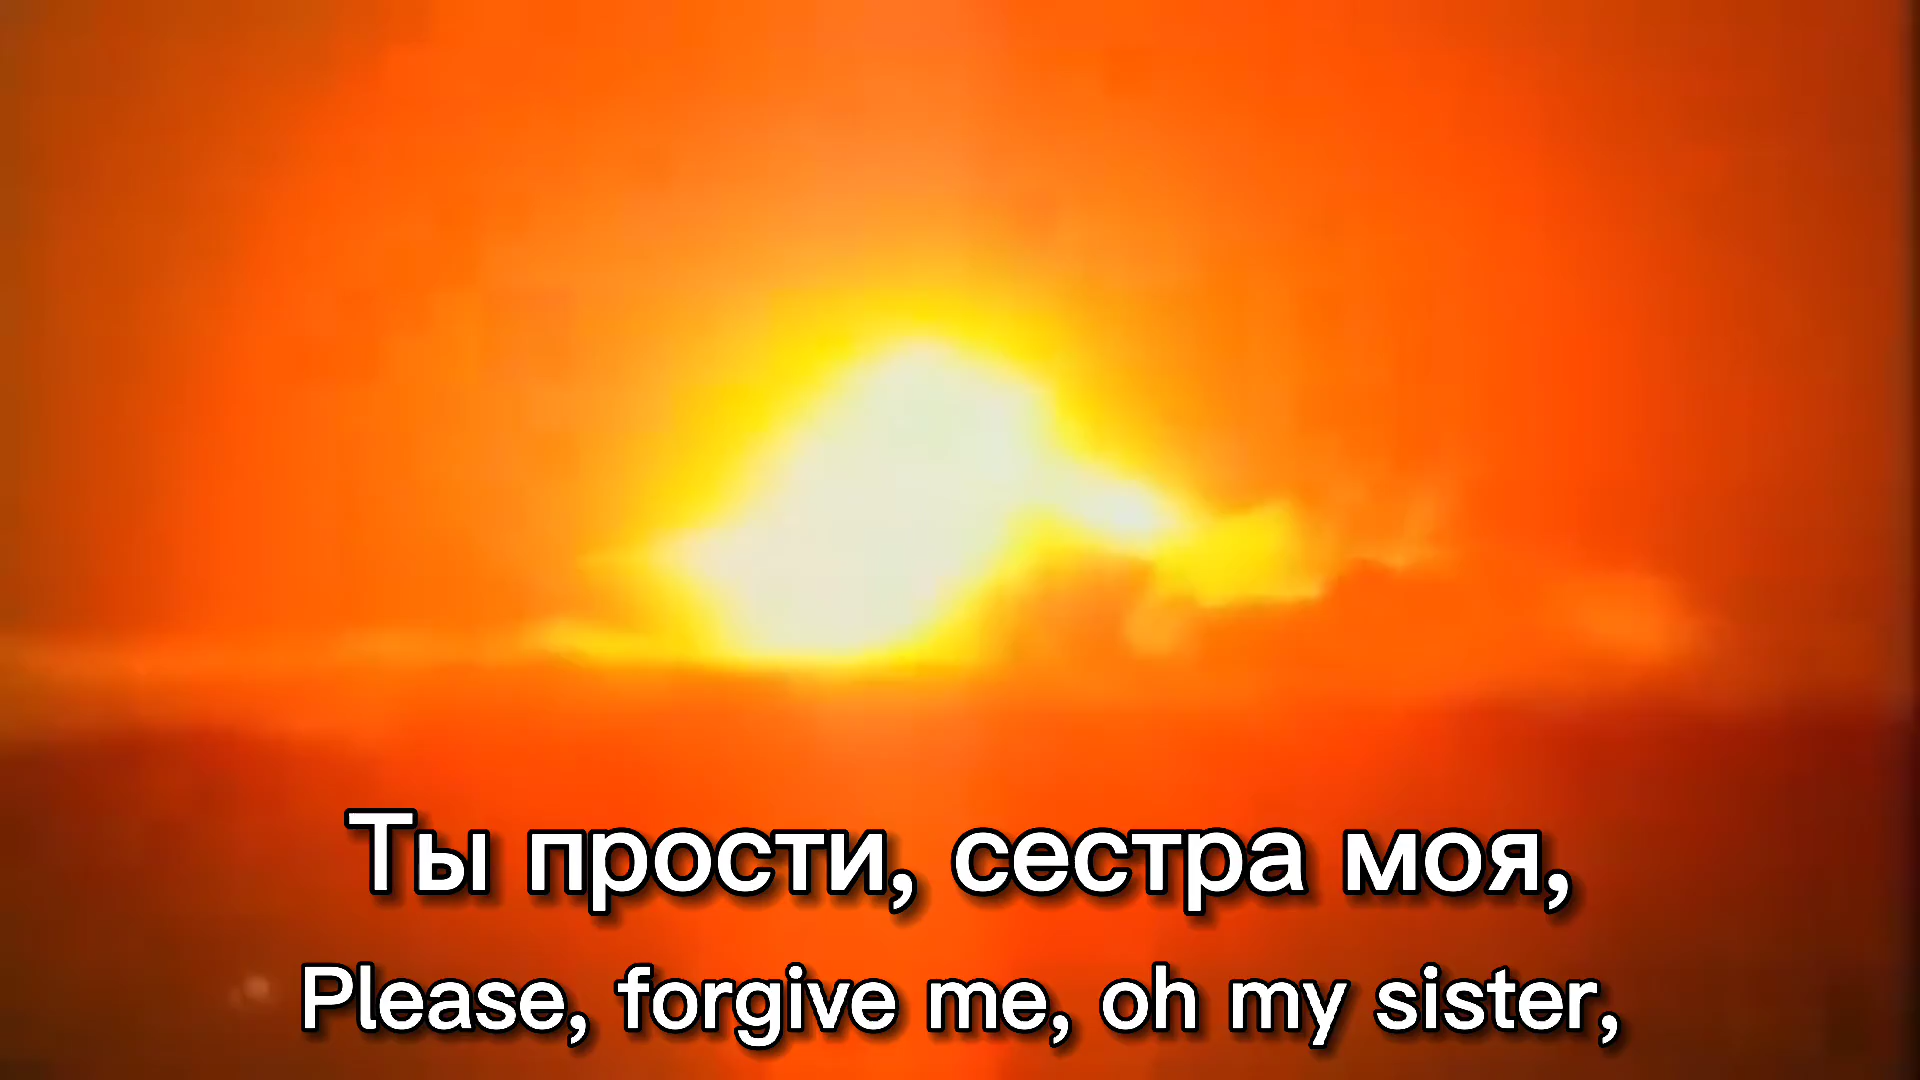 Ты прости, сестра моя,
Please, forgive me, oh my sister,